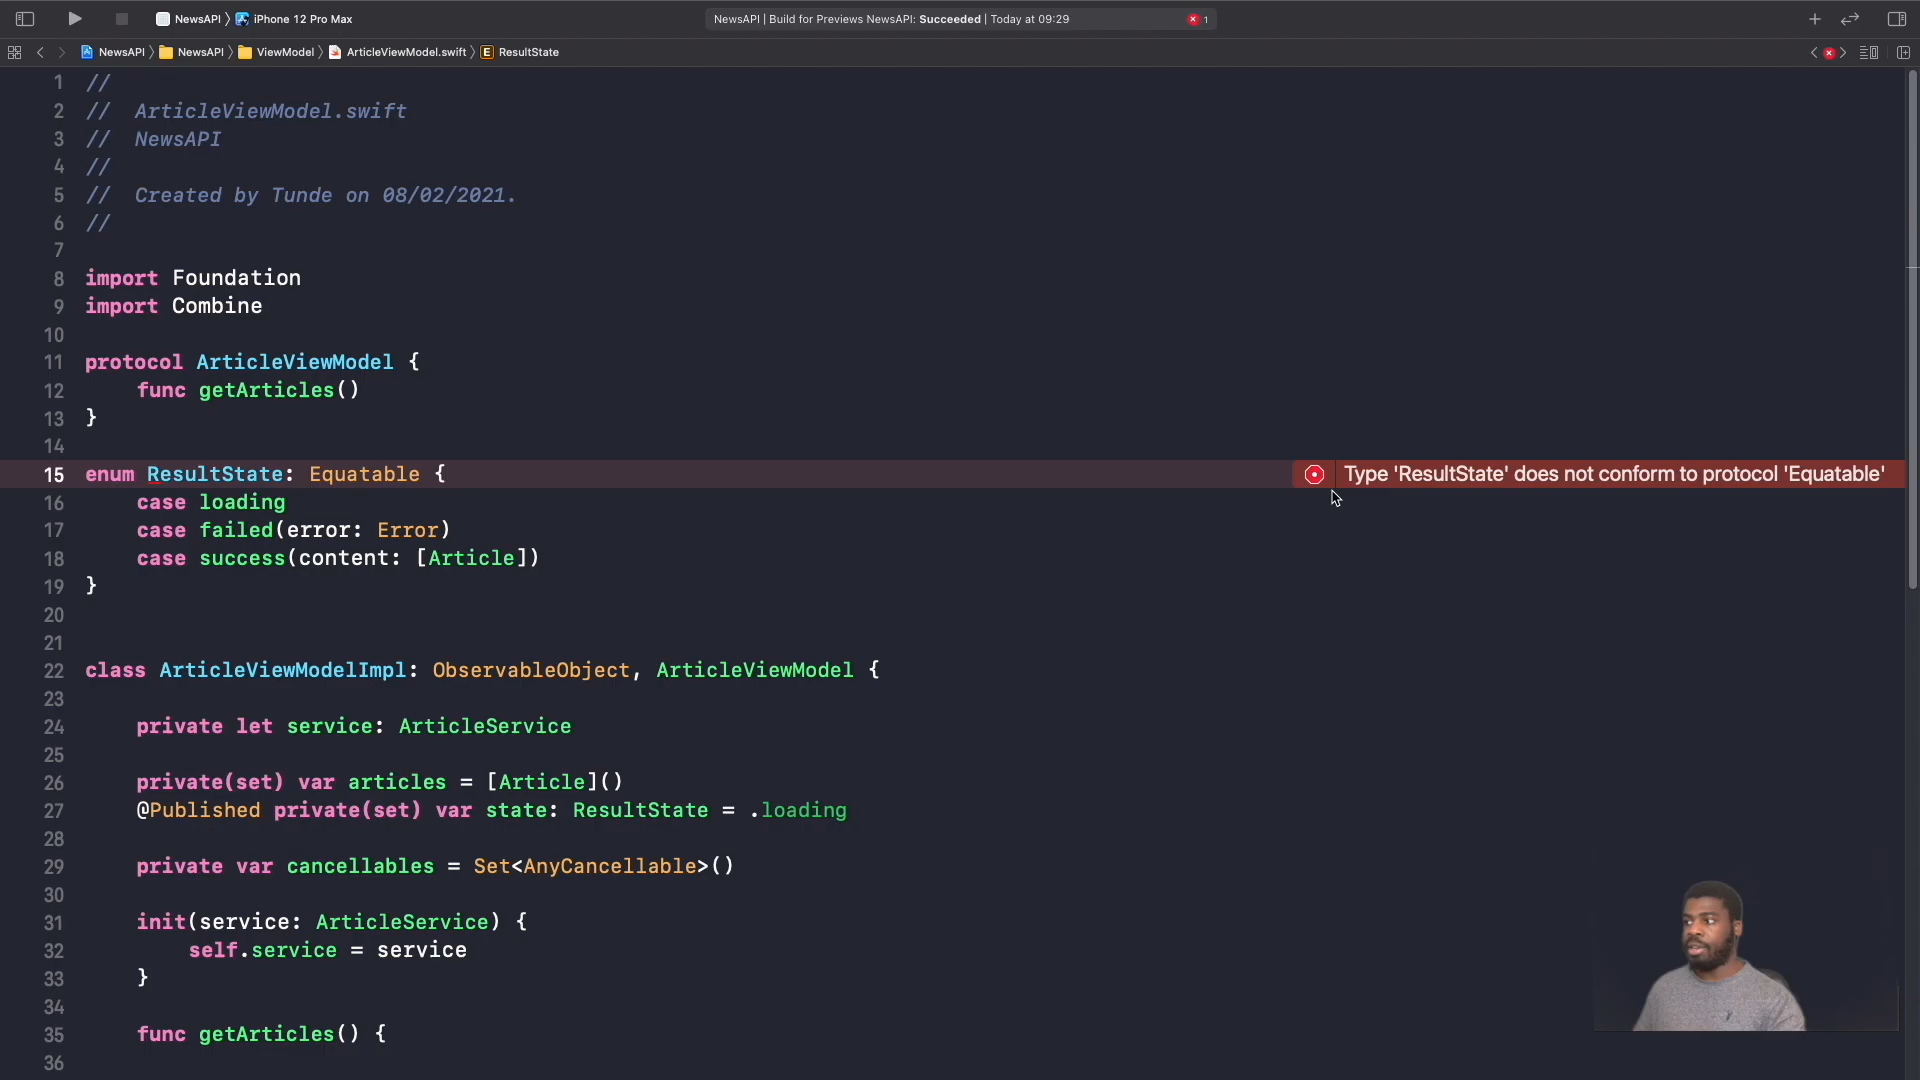 NewsAPI 〉 iPhone 12 Pro Max
NewsAPI | Build for Previews NewsAPI: Succeeded | Today at 09:29
1
NewsAPI 〉 NewsAPI 〉 ViewModel 〉 ArticleViewModel.swift 〉 E ResultState
1 //
2 //  ArticleViewModel.swift
3 //  NewsAPI
4 //
5 //  Created by Tunde on 08/02/2021.
6 //
7
8 import Foundation
9 import Combine
10
11 protocol ArticleViewModel {
12     func getArticles()
13 }
14
15 enum ResultState: Equatable {
Type 'ResultState' does not conform to protocol 'Equatable'
16     case loading
17     case failed(error: Error)
18     case success(content: [Article])
19 }
20
21
22 class ArticleViewModelImpl: ObservableObject, ArticleViewModel {
23
24     private let service: ArticleService
25
26     private(set) var articles = [Article]()
27     @Published private(set) var state: ResultState = .loading
28
29     private var cancellables = Set<AnyCancellable>()
30
31     init(service: ArticleService) {
32         self.service = service
33     }
34
35     func getArticles() {
36